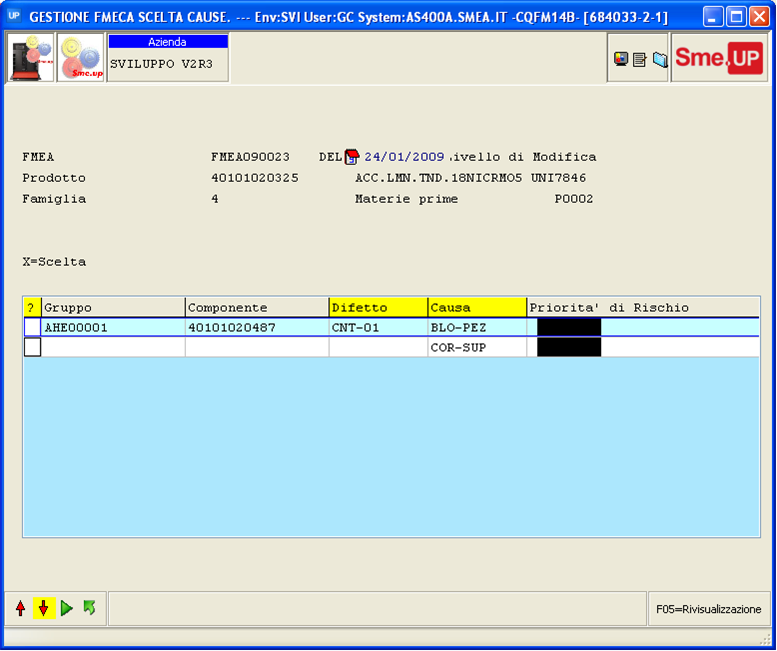 UP GESTIONE FMECA SCELTA CAUSE. --- Env:SVI User:GC System:AS400A.SMEA.IT -CQFM14B- [684033-2-1]
Sme.up
Azienda
SVILUPPO V2R3
Sme.UP
FMEA FMEA090023 DEL 24/01/2009 .ivello di Modifica
Prodotto 40101020325 ACC.LMN.TND.18NICRMO5 UNI7846
Famiglia 4 Materie prime P0002
X=Scelta
? Gruppo Componente Difetto Causa Priorita' di Rischio
AHE00001 40101020487 CNT-01 BLO-PEZ
COR-SUP
F05=Rivisualizzazione